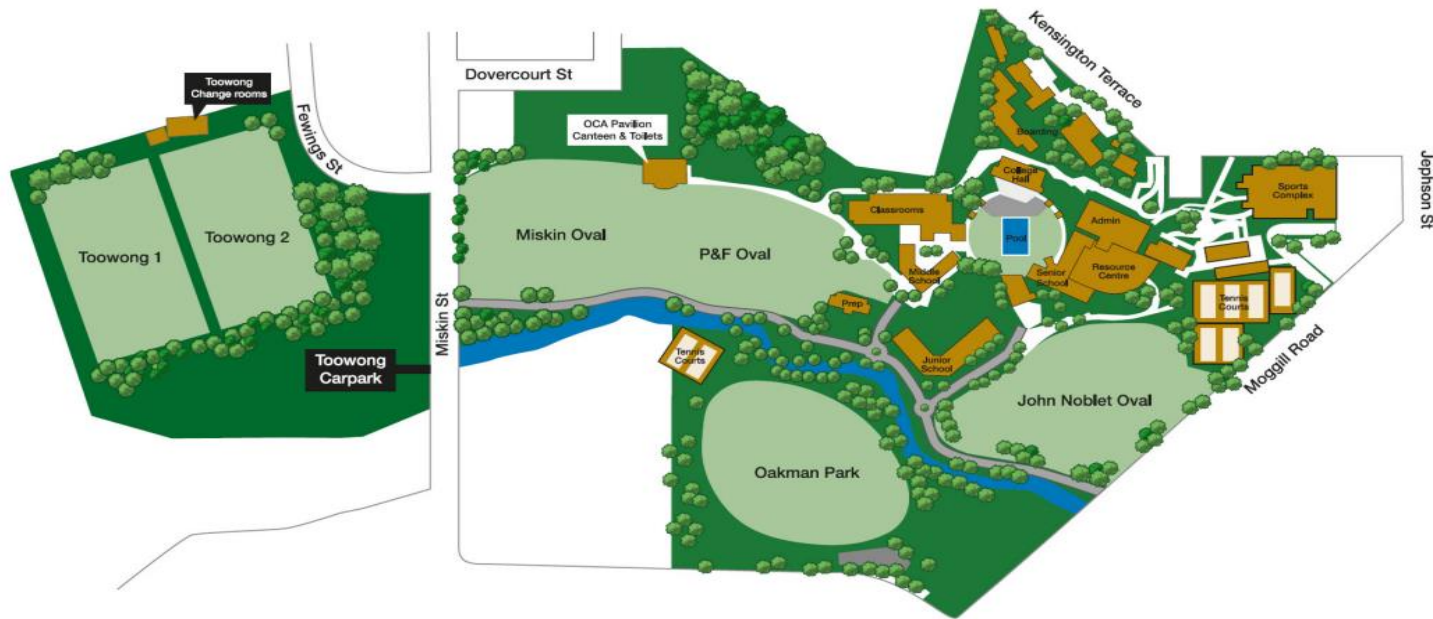 Kensington Terrace
Toowong
Change rooms
Dovercourt St
Fewings St
OCA Pavilion
Canteen & Toilets
Boarding
Jephson St
College
Hall
Sports
Complex
Classrooms
Admin
Toowong 2
Miskin Oval
Pool
Toowong 1
P&F Oval
Middle
School
Senior
School
Resource
Centre
Prep
Tennis
Courts
Miskin St
Toowong
Carpark
Tennis
Courts
Junior
School
Moggill Road
John Noblet Oval
Oakman Park